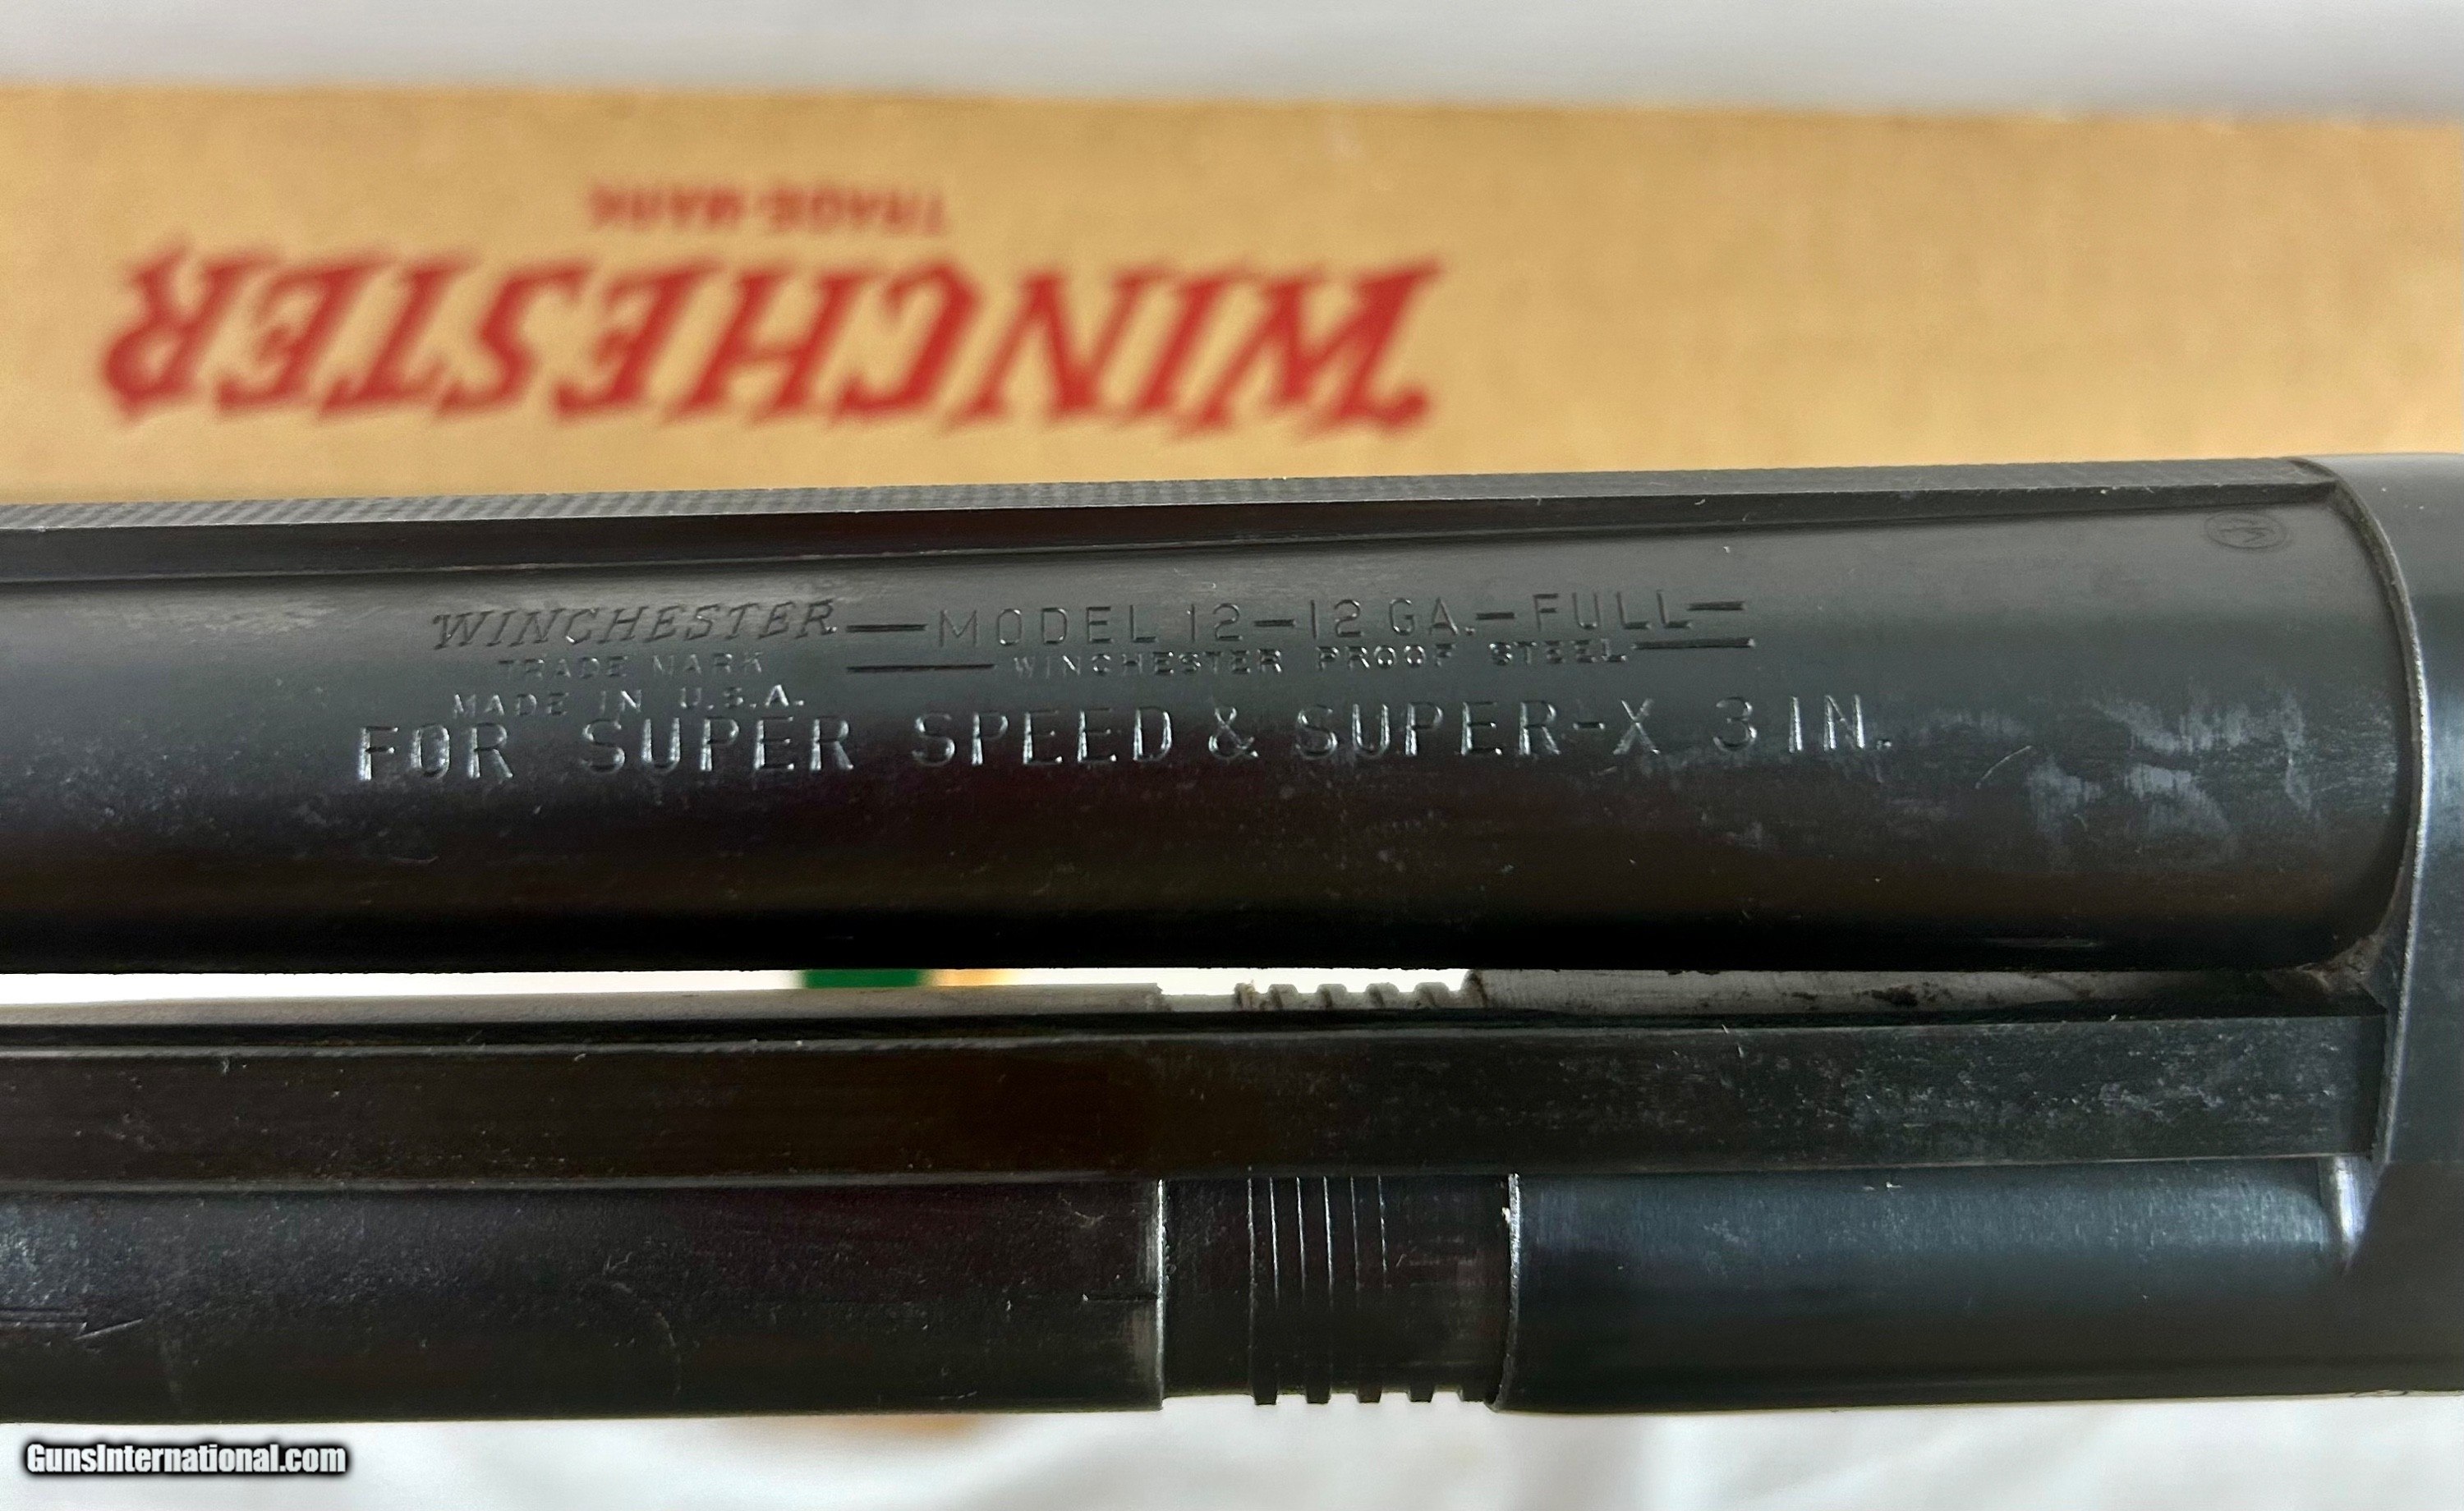 TRADE-MARK
WINCHESTER
WINCHESTER — MODEL 12 — 12 GA. — FULL —
TRADE MARK — WINCHESTER PROOF STEEL —
MADE IN U.S.A.
FOR SUPER SPEED & SUPER-X 3 IN.
GunsInternational.com